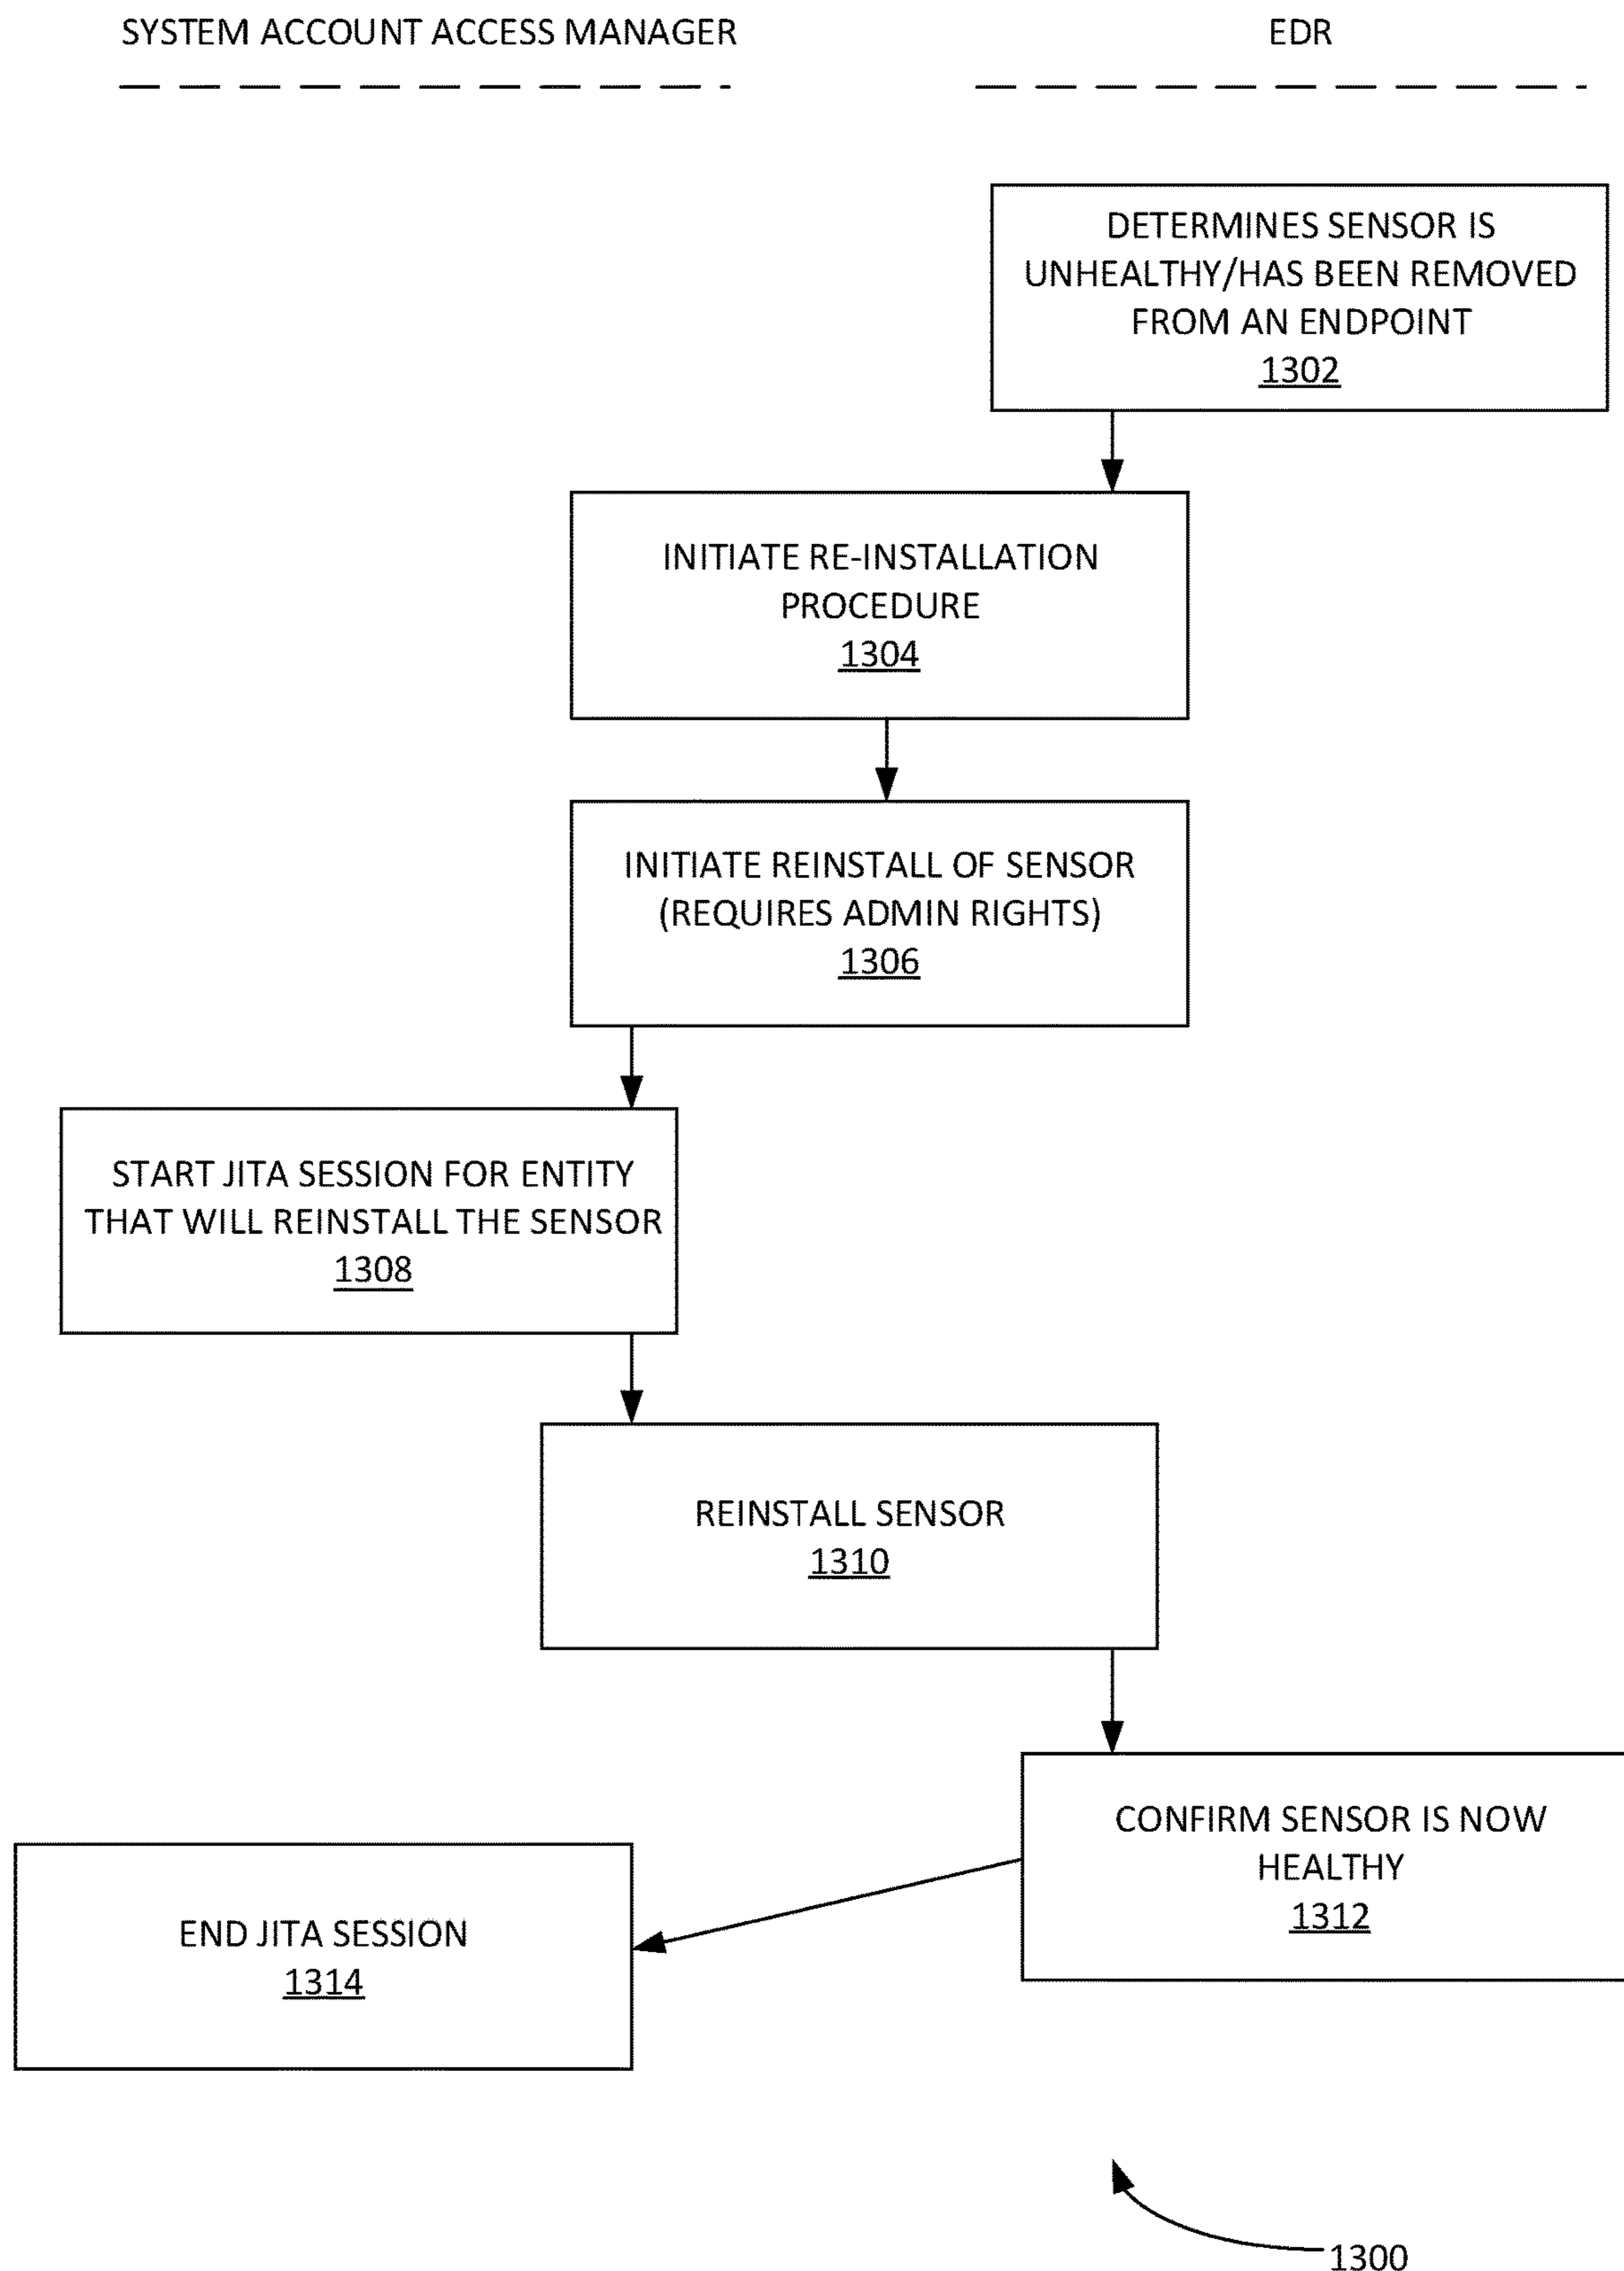 SYSTEM ACCOUNT ACCESS MANAGER
EDR
DETERMINES SENSOR IS
UNHEALTHY/HAS BEEN REMOVED
FROM AN ENDPOINT
1302
INITIATE RE-INSTALLATION
PROCEDURE
1304
INITIATE REINSTALL OF SENSOR
(REQUIRES ADMIN RIGHTS)
1306
START JITA SESSION FOR ENTITY
THAT WILL REINSTALL THE SENSOR
1308
REINSTALL SENSOR
1310
CONFIRM SENSOR IS NOW
HEALTHY
1312
END JITA SESSION
1314
1300